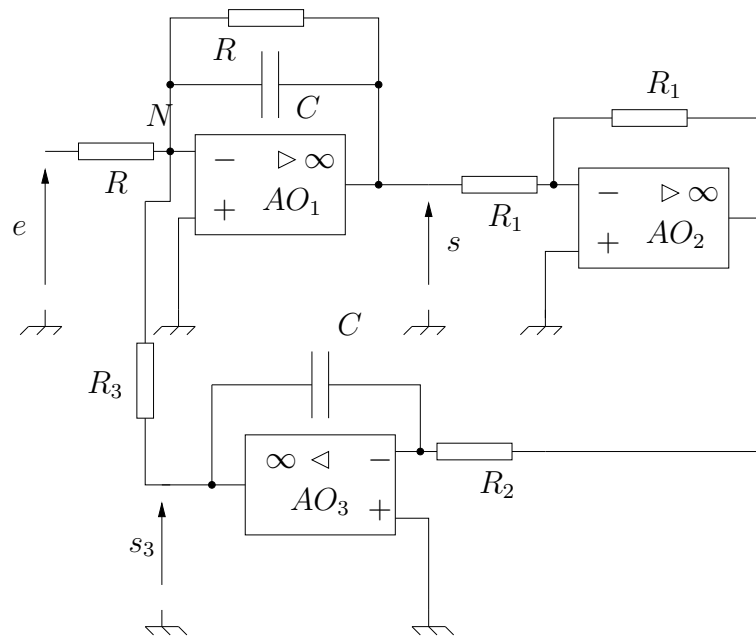 R
R₁
C
N
− ▷ ∞
R
+ AO₁
− ▷ ∞
R₁
e
s
+ AO₂
C
R₃
∞ ◁ −
R₂
AO₃ +
s₃